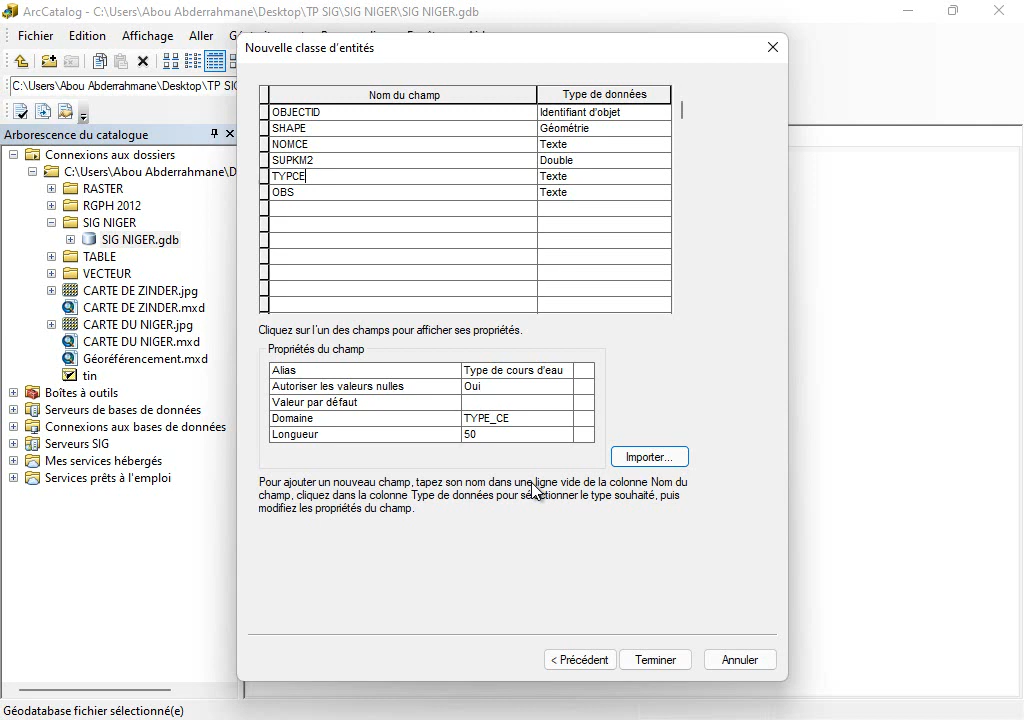 ArcCatalog - C:\Users\Abou Abderrahmane\Desktop\TP SIG\SIG NIGER\SIG NIGER.gdb
Fichier Edition Affichage Aller
C:\Users\Abou Abderrahmane\Desktop\TP SIG
Arborescence du catalogue
Connexions aux dossiers
C:\Users\Abou Abderrahmane\D
RASTER
RGPH 2012
SIG NIGER
SIG NIGER.gdb
TABLE
VECTEUR
CARTE DE ZINDER.jpg
CARTE DE ZINDER.mxd
CARTE DU NIGER.jpg
CARTE DU NIGER.mxd
Géoréférencement.mxd
tin
Boîtes à outils
Serveurs de bases de données
Connexions aux bases de données
Serveurs SIG
Mes services hébergés
Services prêts à l'emploi
Nouvelle classe d'entités
Nom du champ Type de données
OBJECTID Identifiant d'objet
SHAPE Géométrie
NOMCE Texte
SUPKM2 Double
TYPCE Texte
OBS Texte
Cliquez sur l'un des champs pour afficher ses propriétés.
Propriétés du champ
Alias Type de cours d'eau
Autoriser les valeurs nulles Oui
Valeur par défaut
Domaine TYPE_CE
Longueur 50
Importer...
Pour ajouter un nouveau champ, tapez son nom dans une ligne vide de la colonne Nom du
champ, cliquez dans la colonne Type de données pour sélectionner le type souhaité, puis
modifiez les propriétés du champ.
< Précédent Terminer Annuler
Géodatabase fichier sélectionné(e)